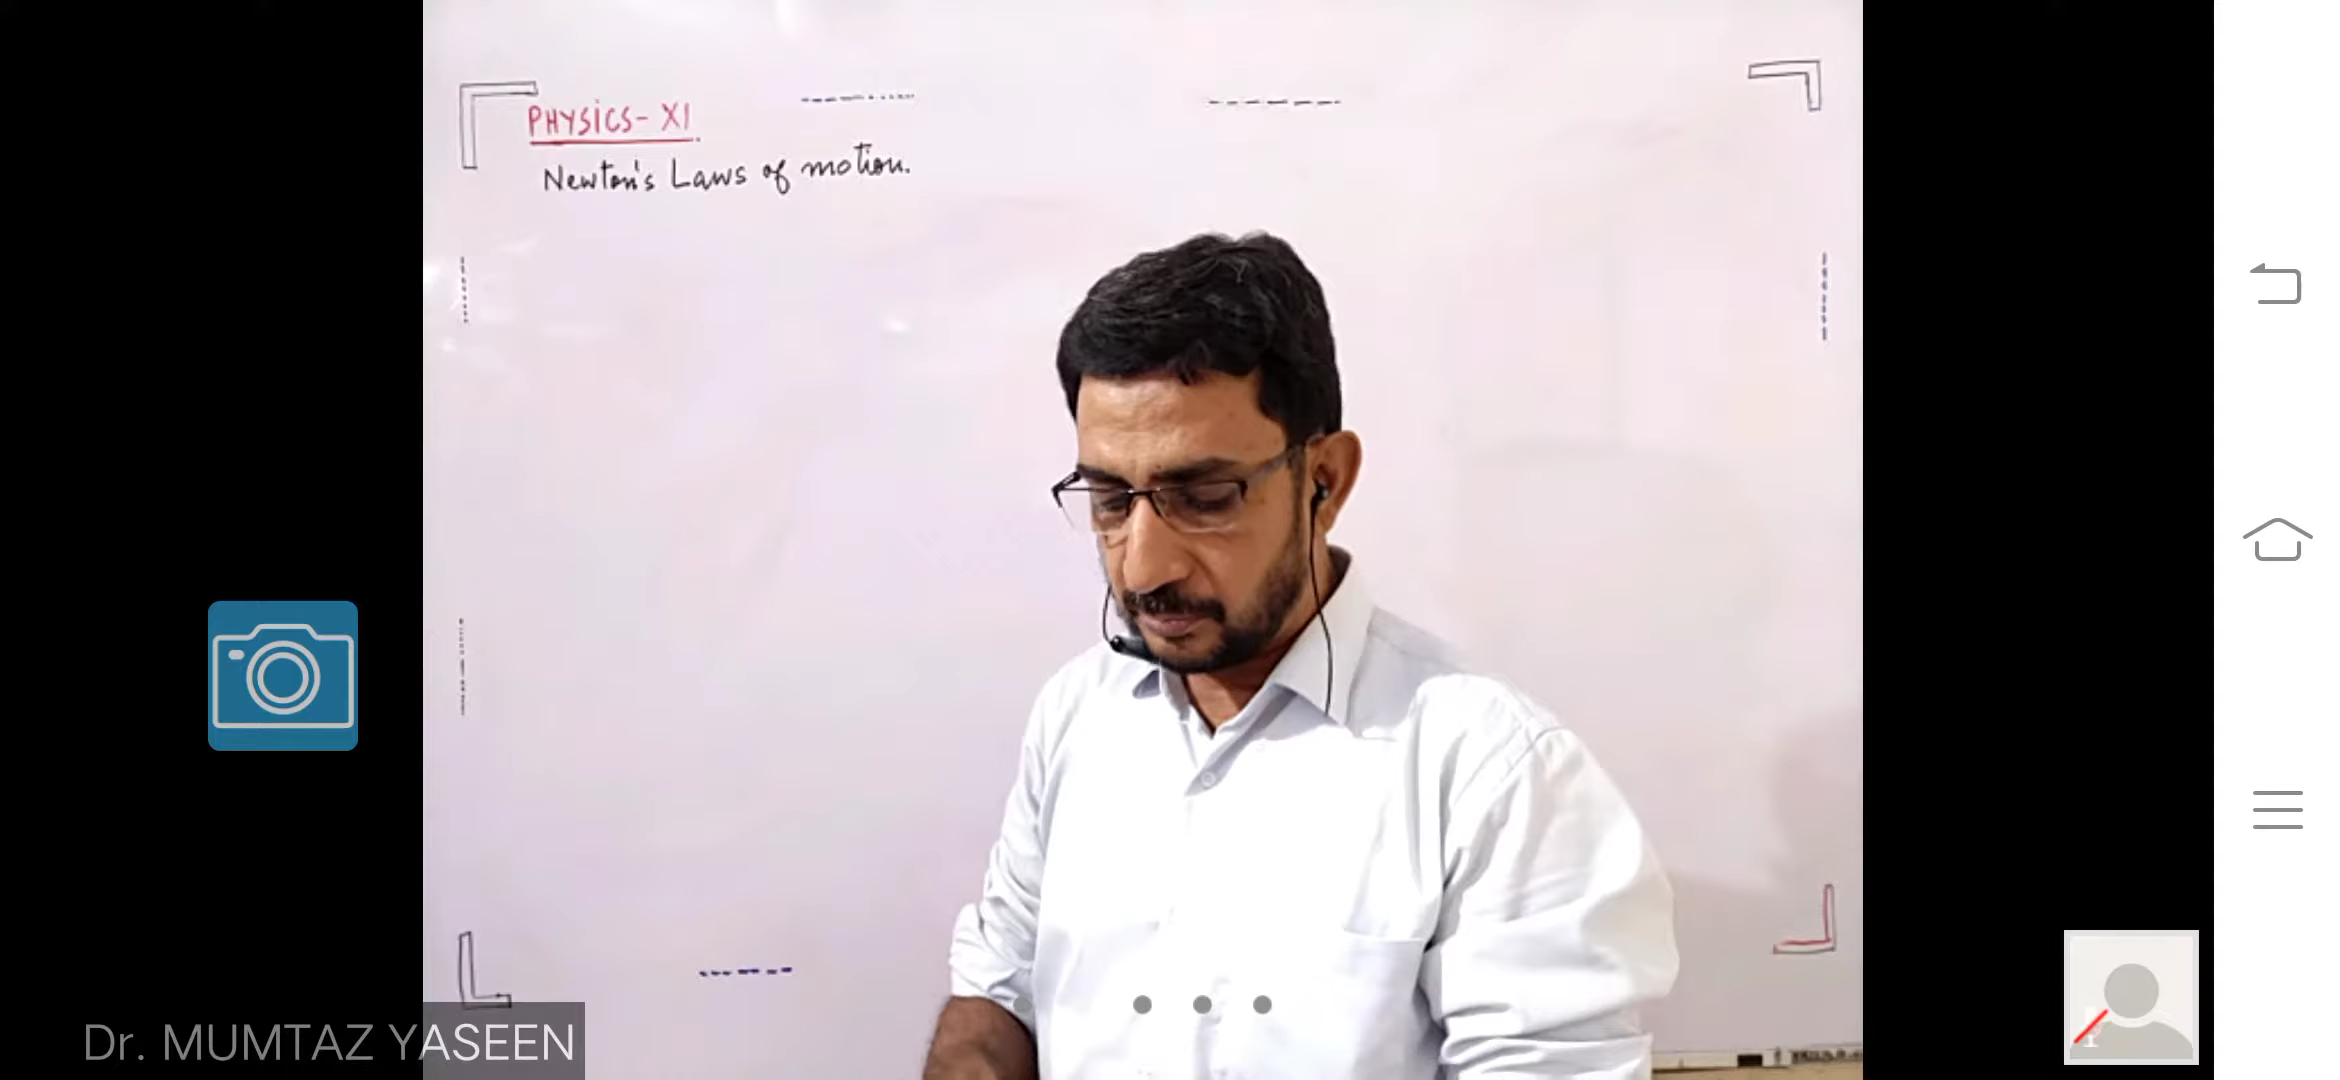 PHYSiCS- XI
Newton's Laws of motion.
Dr. MUMTAZ YASEEN